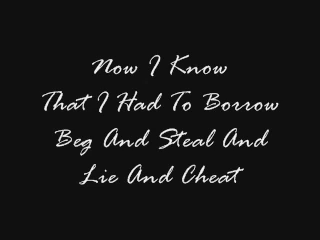 Now I Know
That I Had To Borrow
Beg And Steal And
Lie And Cheat